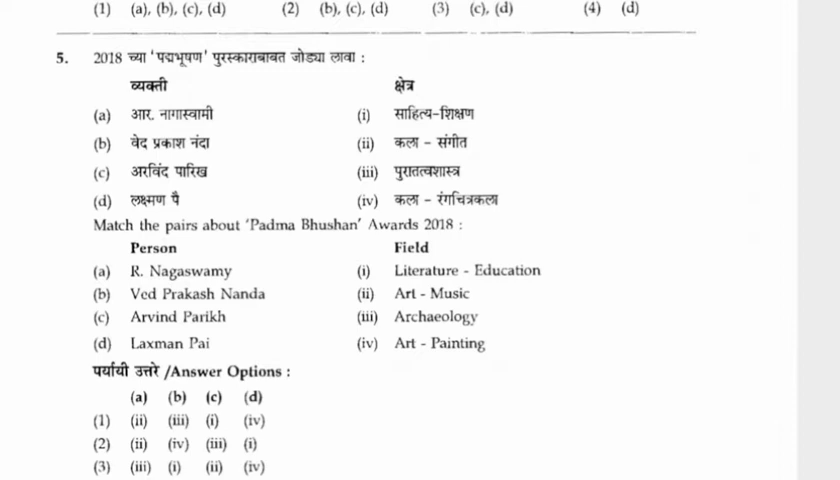 (1) (a), (b), (c), (d) (2) (b), (c), (d) (3) (c), (d) (4) (d)
5. 2018 च्या 'पद्मभूषण' पुरस्काराबाबत जोड्या लावा :
व्यक्ती क्षेत्र
(a) आर. नागास्वामी (i) साहित्य-शिक्षण
(b) वेद प्रकाश नंदा (ii) कला - संगीत
(c) अरविंद पारिख (iii) पुरातत्वशास्त्र
(d) लक्ष्मण पै (iv) कला - रंगचित्रकला
Match the pairs about 'Padma Bhushan' Awards 2018 :
Person Field
(a) R. Nagaswamy (i) Literature - Education
(b) Ved Prakash Nanda (ii) Art - Music
(c) Arvind Parikh (iii) Archaeology
(d) Laxman Pai (iv) Art - Painting
पर्यायी उत्तरे /Answer Options :
(a) (b) (c) (d)
(1) (ii) (iii) (i) (iv)
(2) (ii) (iv) (iii) (i)
(3) (iii) (i) (ii) (iv)